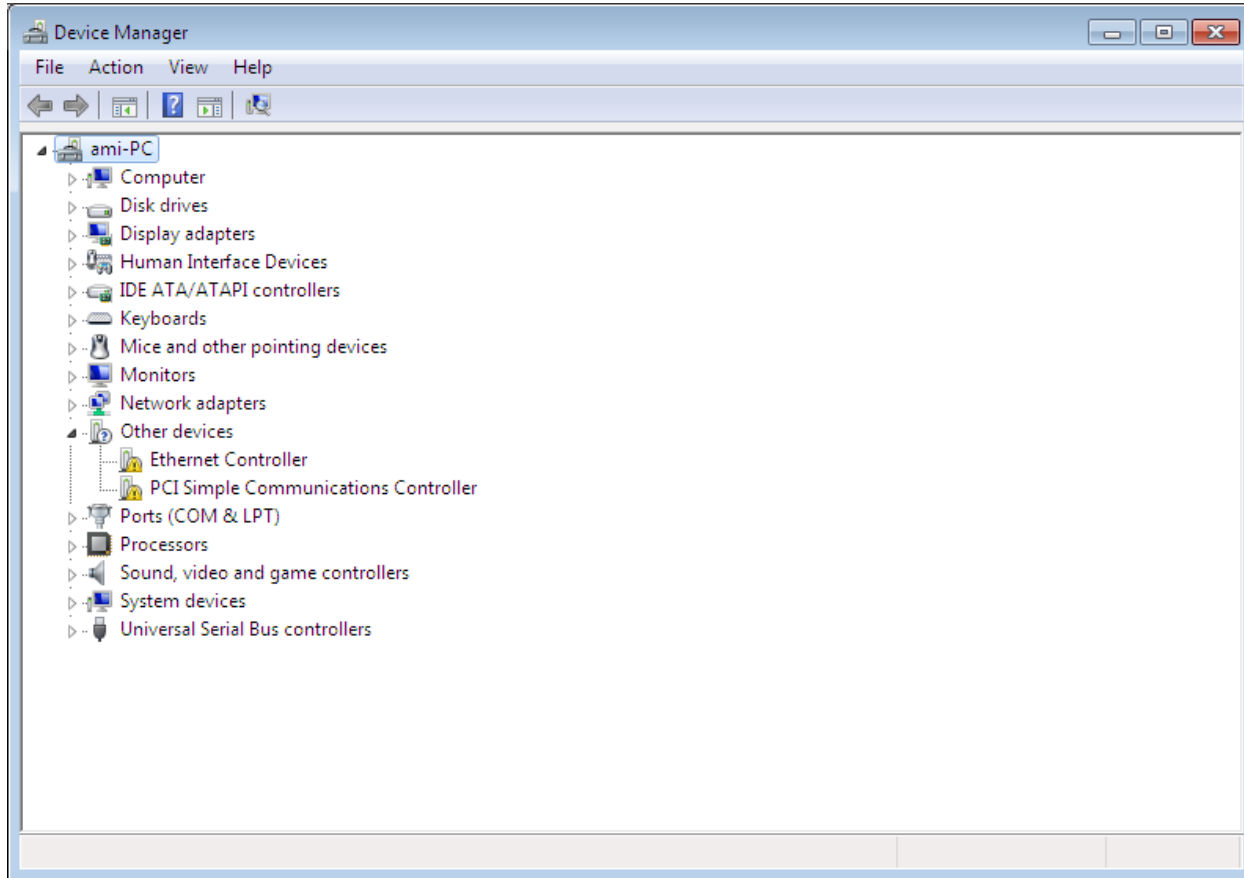 Device Manager
File Action View Help
ami-PC
Computer
Disk drives
Display adapters
Human Interface Devices
IDE ATA/ATAPI controllers
Keyboards
Mice and other pointing devices
Monitors
Network adapters
Other devices
Ethernet Controller
PCI Simple Communications Controller
Ports (COM & LPT)
Processors
Sound, video and game controllers
System devices
Universal Serial Bus controllers